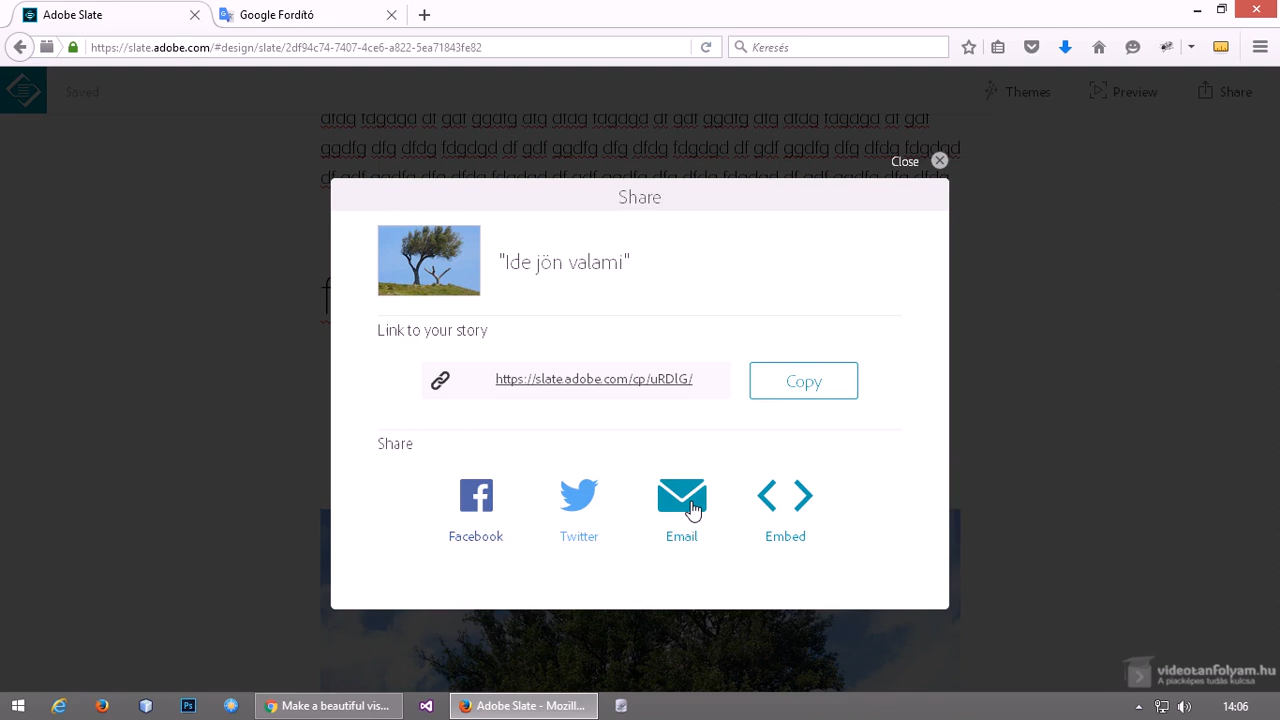 Adobe Slate
Google Fordító
https://slate.adobe.com/#design/slate/2df94c74-7407-4ce6-a822-5ea71843fe82
Keresés
Saved
Themes
Preview
Share
dfdg fdgdgd df gdf ggdfg dfg dfdg fdgdgd df gdf ggdfg dfg dfdg fdgdgd df gdf
ggdfg dfg dfdg fdgdgd df gdf ggdfg dfg dfdg fdgdgd df gdf ggdfg dfg dfdg fdgdgd
Close
Share
"Ide jön valami"
Link to your story
https://slate.adobe.com/cp/uRDlG/
Copy
Share
Facebook
Twitter
Email
Embed
videotanfolyam.hu
A piacképes tudás kulcsa
Make a beautiful vis...
Adobe Slate - Mozill...
14:06